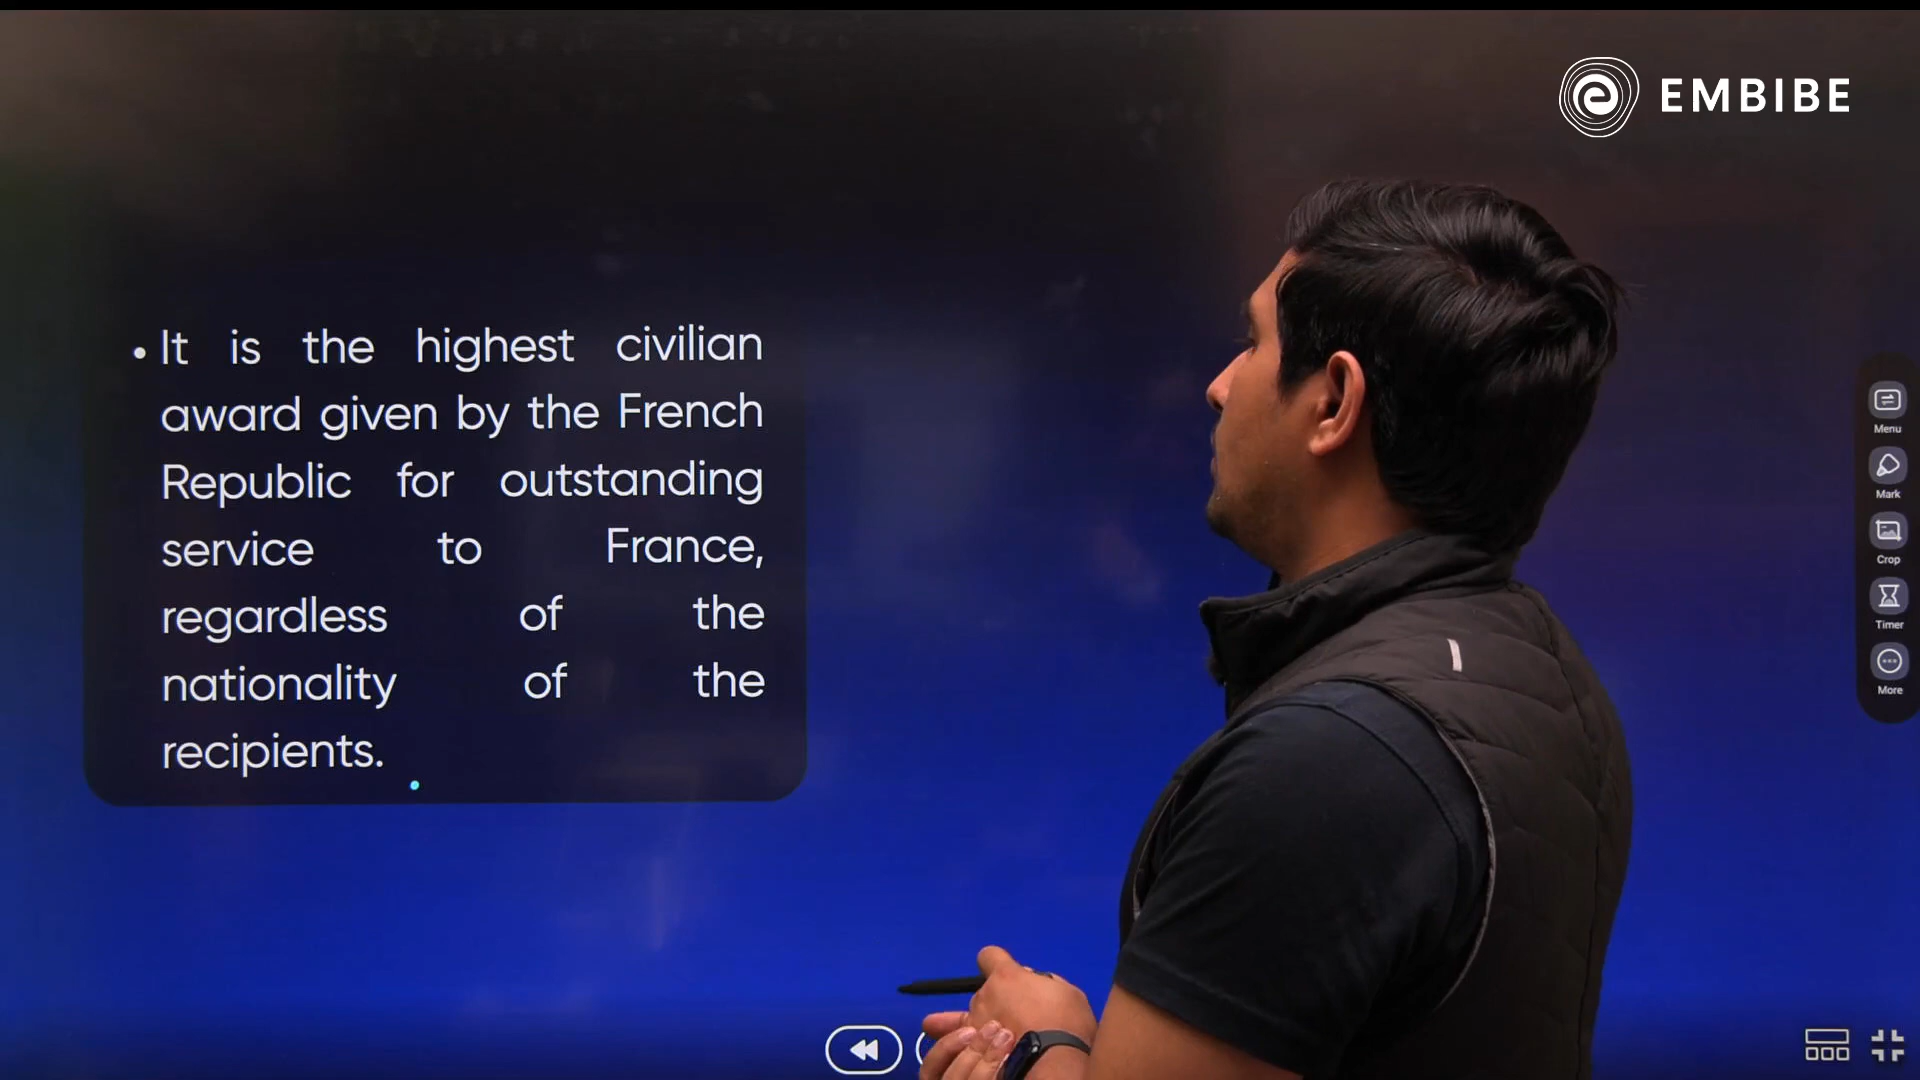 EMBIBE
• It is the highest civilian
award given by the French
Republic for outstanding
service to France,
regardless of the
nationality of the
recipients.
Menu
Mark
Crop
Timer
More